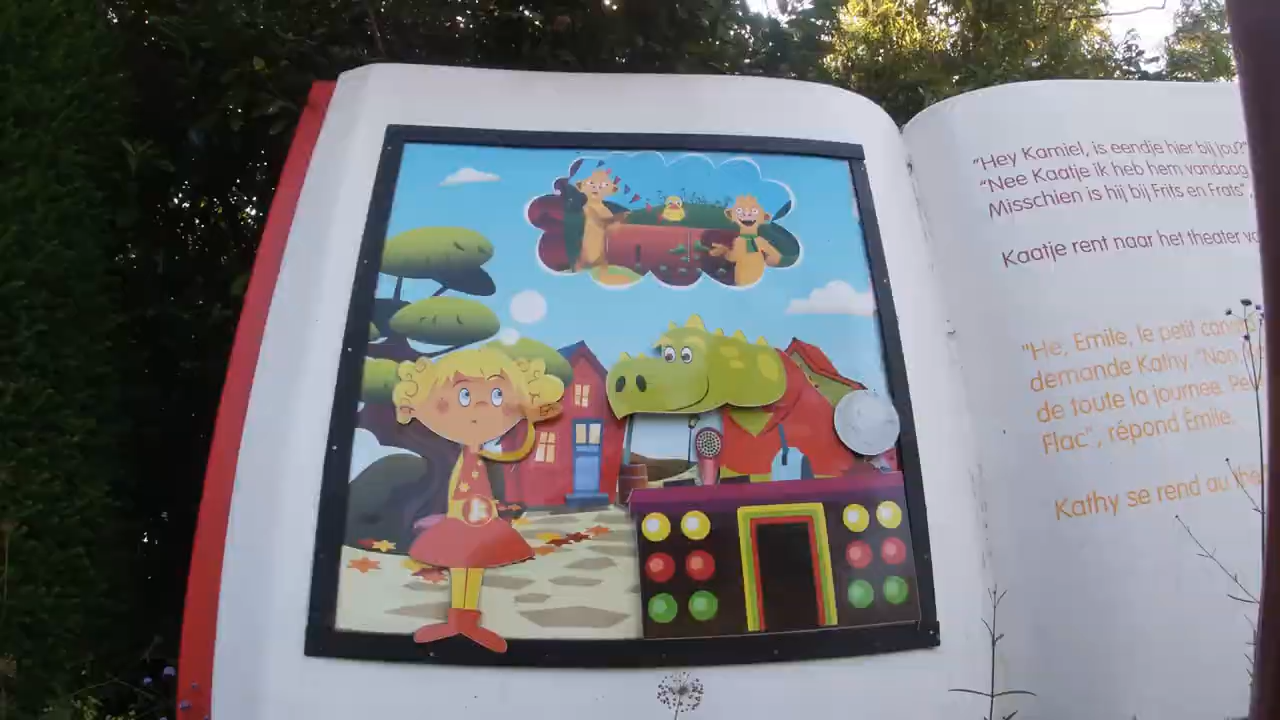 "Hey Kamiel, is eendje hier bij jou?"
"Nee Kaatje ik heb hem vandaag
Misschien is hij bij Frits en Frats",
Kaatje rent naar het theater
"He, Emile, le petit
demande Kathy. "Non,
de toute la journee.
Flac", répond Émile.
Kathy se rend au